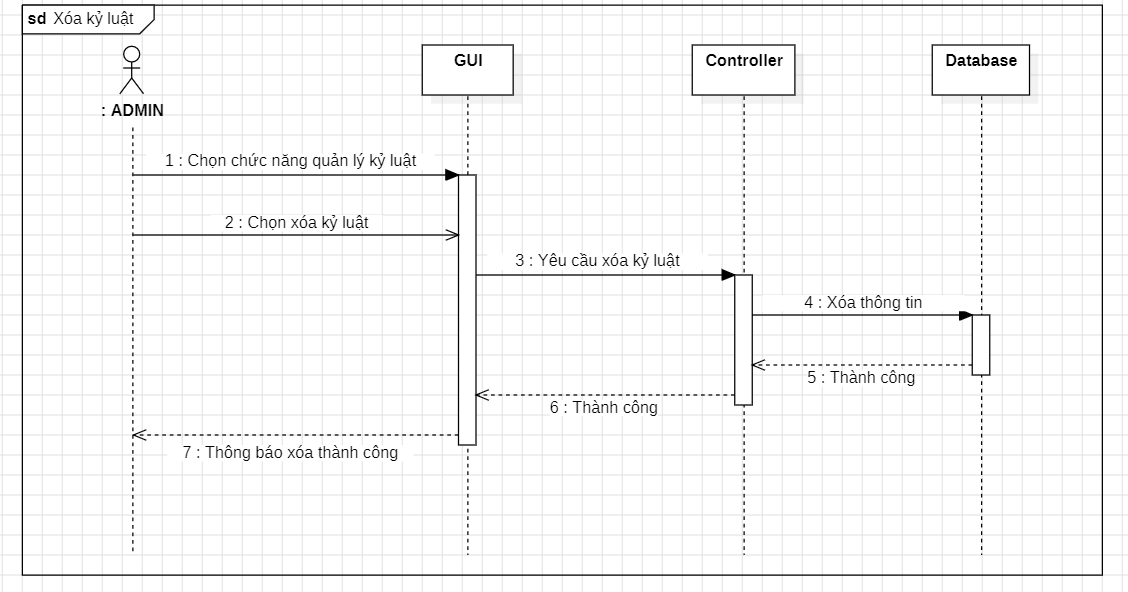 sd Xóa kỷ luật
GUI
Controller
Database
: ADMIN
1 : Chọn chức năng quản lý kỷ luật
2 : Chọn xóa kỷ luật
3 : Yêu cầu xóa kỷ luật
4 : Xóa thông tin
5 : Thành công
6 : Thành công
7 : Thông báo xóa thành công